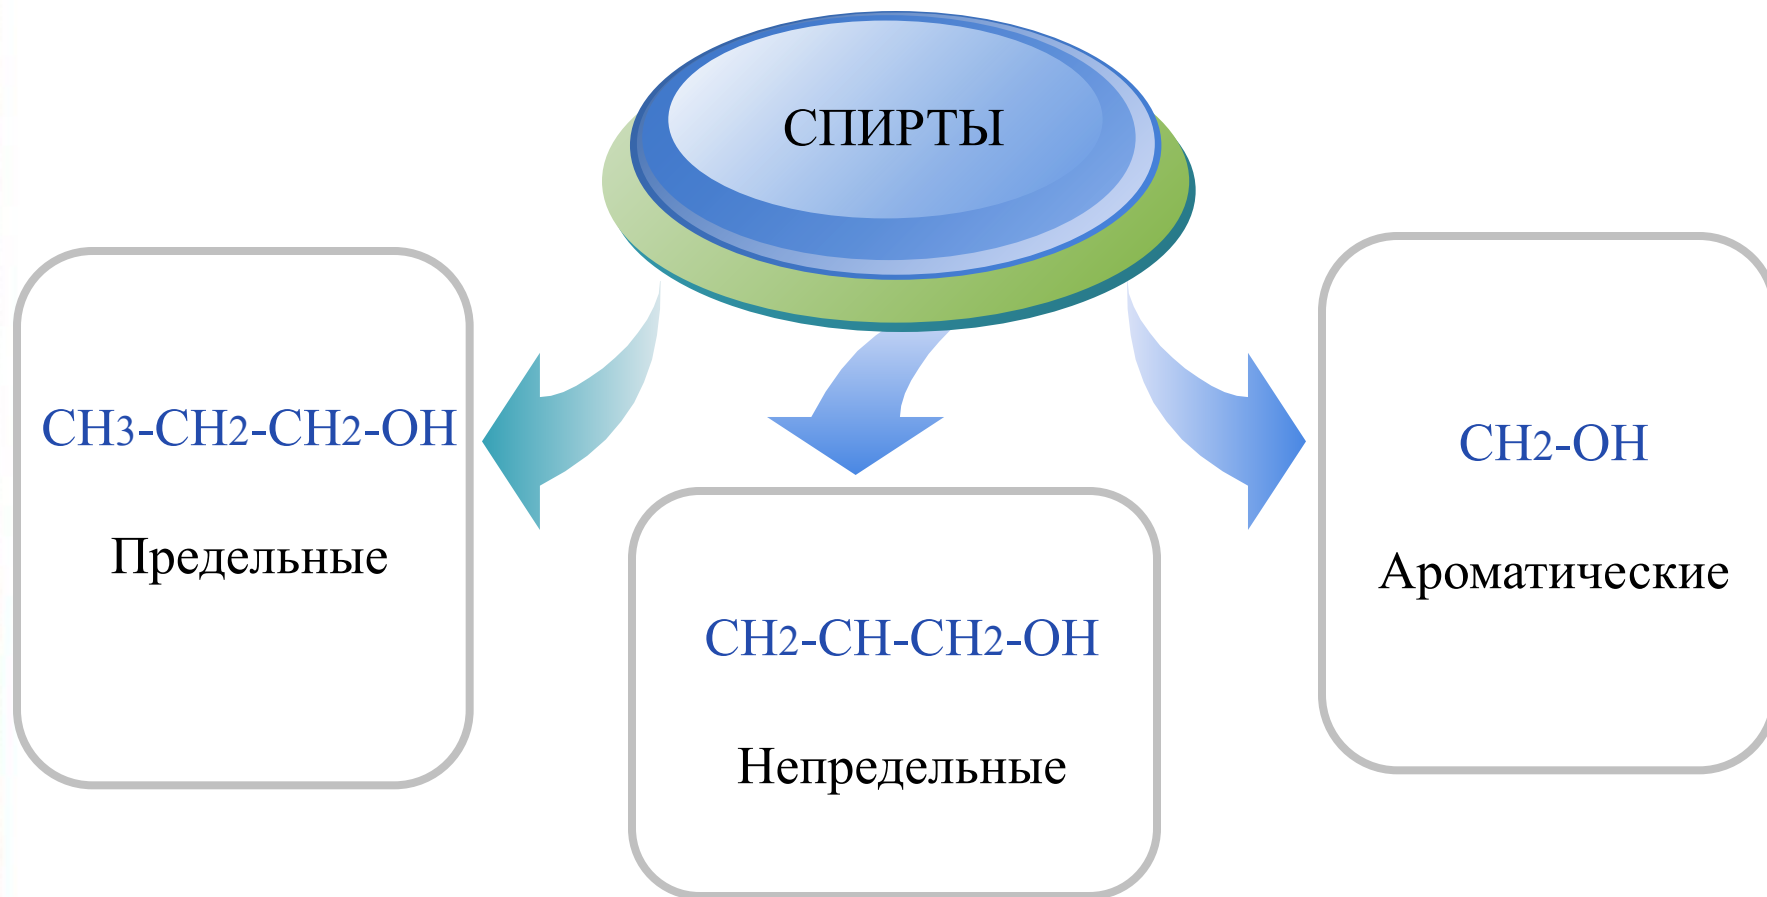 СПИРТЫ
CH3-CH2-CH2-OH
Предельные
CH2-CH-CH2-OH
Непредельные
CH2-OH
Ароматические